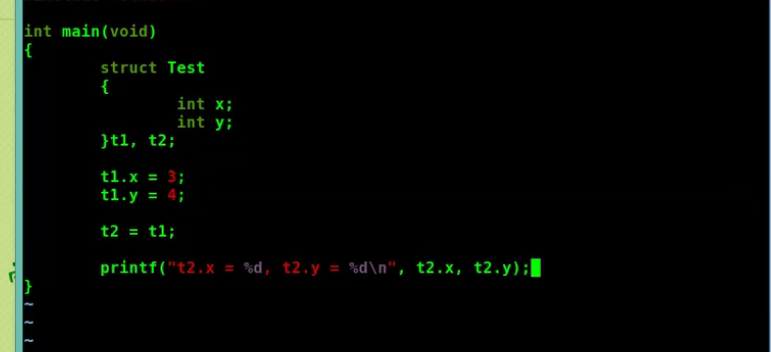 int main(void)
{
struct Test
{
int x;
int y;
}t1, t2;
t1.x = 3;
t1.y = 4;
t2 = t1;
printf("t2.x = %d, t2.y = %d\n", t2.x, t2.y);
}
~
~
~